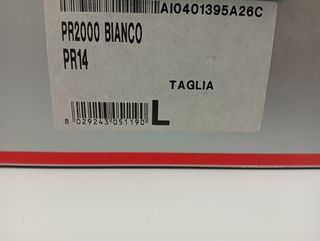 AI0401395A26C
PR2000 BIANCO
PR14
TAGLIA
L
8 029243 051190